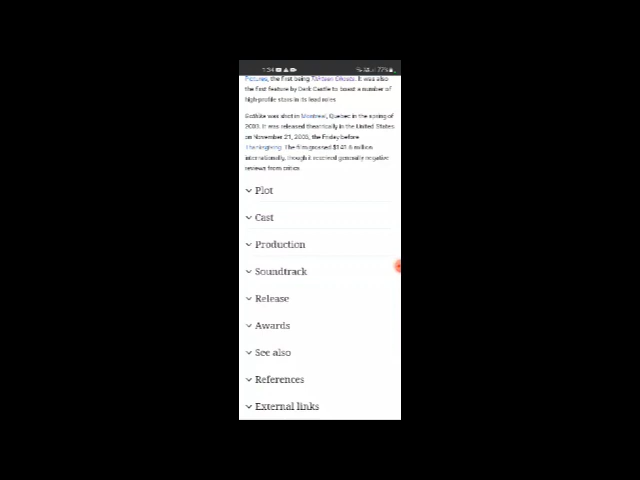 1:34 77%
Pictures, the first being Thirteen Ghosts. It was also
the first feature by Dark Castle to boast a number of
high-profile stars in its lead roles
Gothika was shot in Montreal, Quebec in the spring of
2003. It was released theatrically in the United States
on November 21, 2003, the Friday before
Thanksgiving. The film grossed $141.6 million
internationally, though it received generally negative
reviews from critics
Plot
Cast
Production
Soundtrack
Release
Awards
See also
References
External links